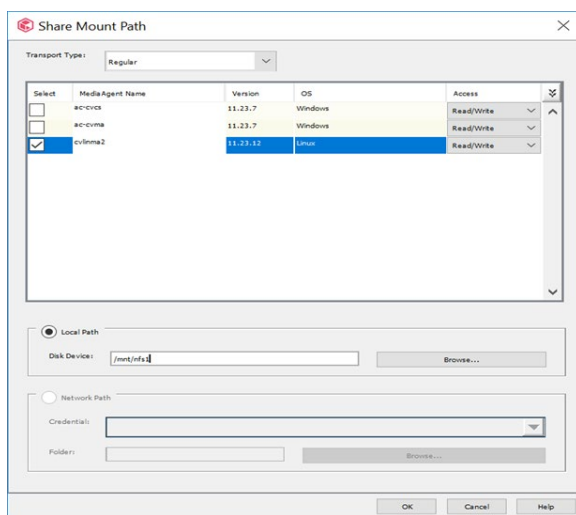 Share Mount Path
Transport Type: Regular
Select MediaAgent Name Version OS Access
ac-cvcs 11.23.7 Windows Read/Write
ac-cvma 11.23.7 Windows Read/Write
cvlinma2 11.23.12 Linux Read/Write
Local Path
Disk Device: /mnt/nfs1 Browse...
Network Path
Credential:
Folder: Browse...
OK Cancel Help